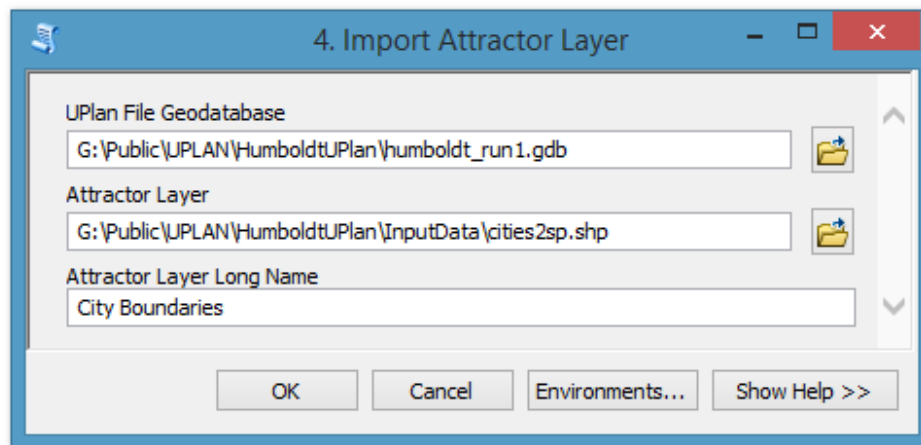 4. Import Attractor Layer
UPlan File Geodatabase
G:\Public\UPLAN\HumboldtUPlan\humboldt_run1.gdb
Attractor Layer
G:\Public\UPLAN\HumboldtUPlan\InputData\cities2sp.shp
Attractor Layer Long Name
City Boundaries
OK Cancel Environments... Show Help >>